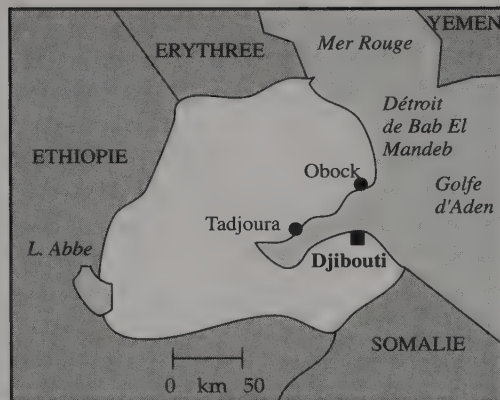 YEMEN
ERYTHREE
Mer Rouge
Détroit
de Bab El
Mandeb
ETHIOPIE
Obock
Golfe
d'Aden
Tadjoura
L. Abbe
Djibouti
SOMALIE
0 km 50